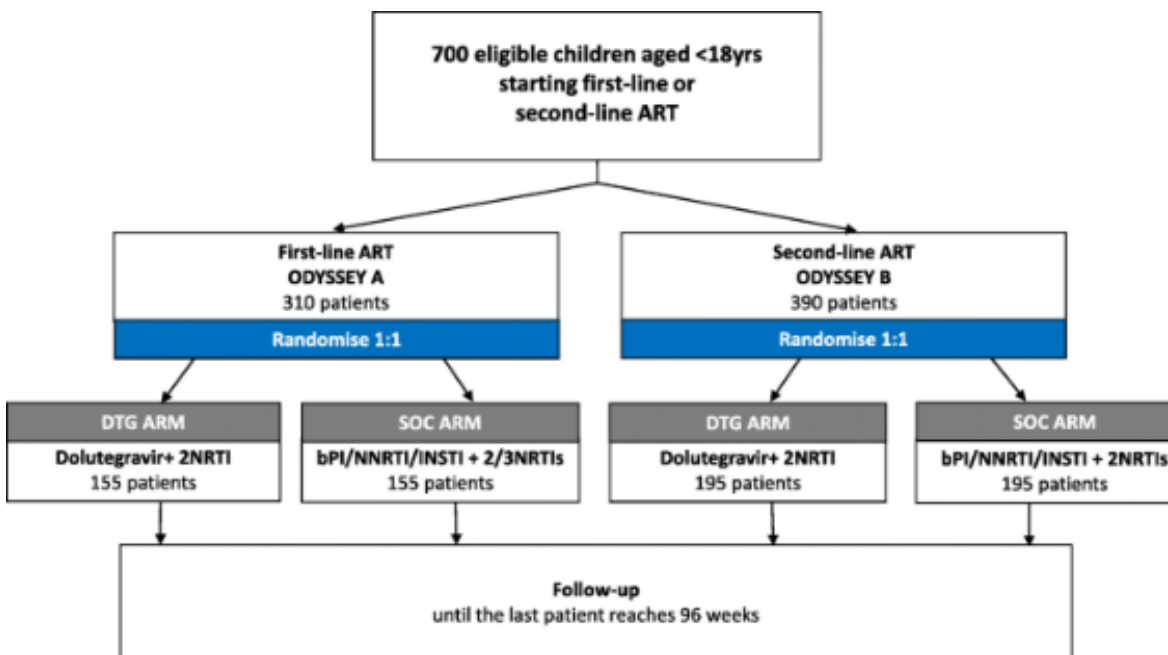 700 eligible children aged <18yrs
starting first-line or
second-line ART
First-line ART
ODYSSEY A
310 patients
Randomise 1:1
Second-line ART
ODYSSEY B
390 patients
Randomise 1:1
DTG ARM
Dolutegravir+ 2NRTI
155 patients
SOC ARM
bPI/NNRTI/INSTI + 2/3NRTIs
155 patients
DTG ARM
Dolutegravir+ 2NRTI
195 patients
SOC ARM
bPI/NNRTI/INSTI + 2NRTIs
195 patients
Follow-up
until the last patient reaches 96 weeks